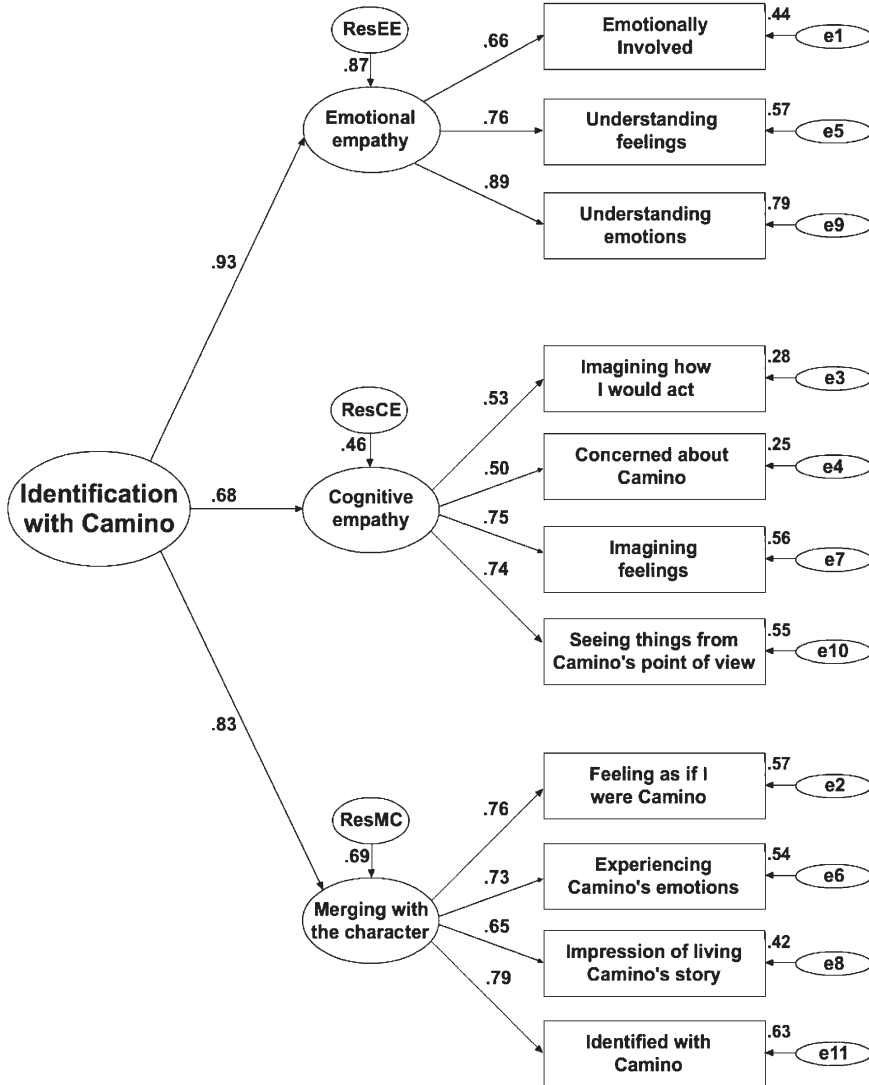 ResEE
.87
Emotional
empathy
.66
.76
.89
Emotionally
Involved
.44
e1
Understanding
feelings
.57
e5
Understanding
emotions
.79
e9
.93
Identification
with Camino
.68
.83
ResCE
.46
Cognitive
empathy
.53
.50
.75
.74
Imagining how
I would act
.28
e3
Concerned about
Camino
.25
e4
Imagining
feelings
.56
e7
Seeing things from
Camino's point of view
.55
e10
ResMC
.69
Merging with
the character
.76
.73
.65
.79
Feeling as if I
were Camino
.57
e2
Experiencing
Camino's emotions
.54
e6
Impression of living
Camino's story
.42
e8
Identified with
Camino
.63
e11